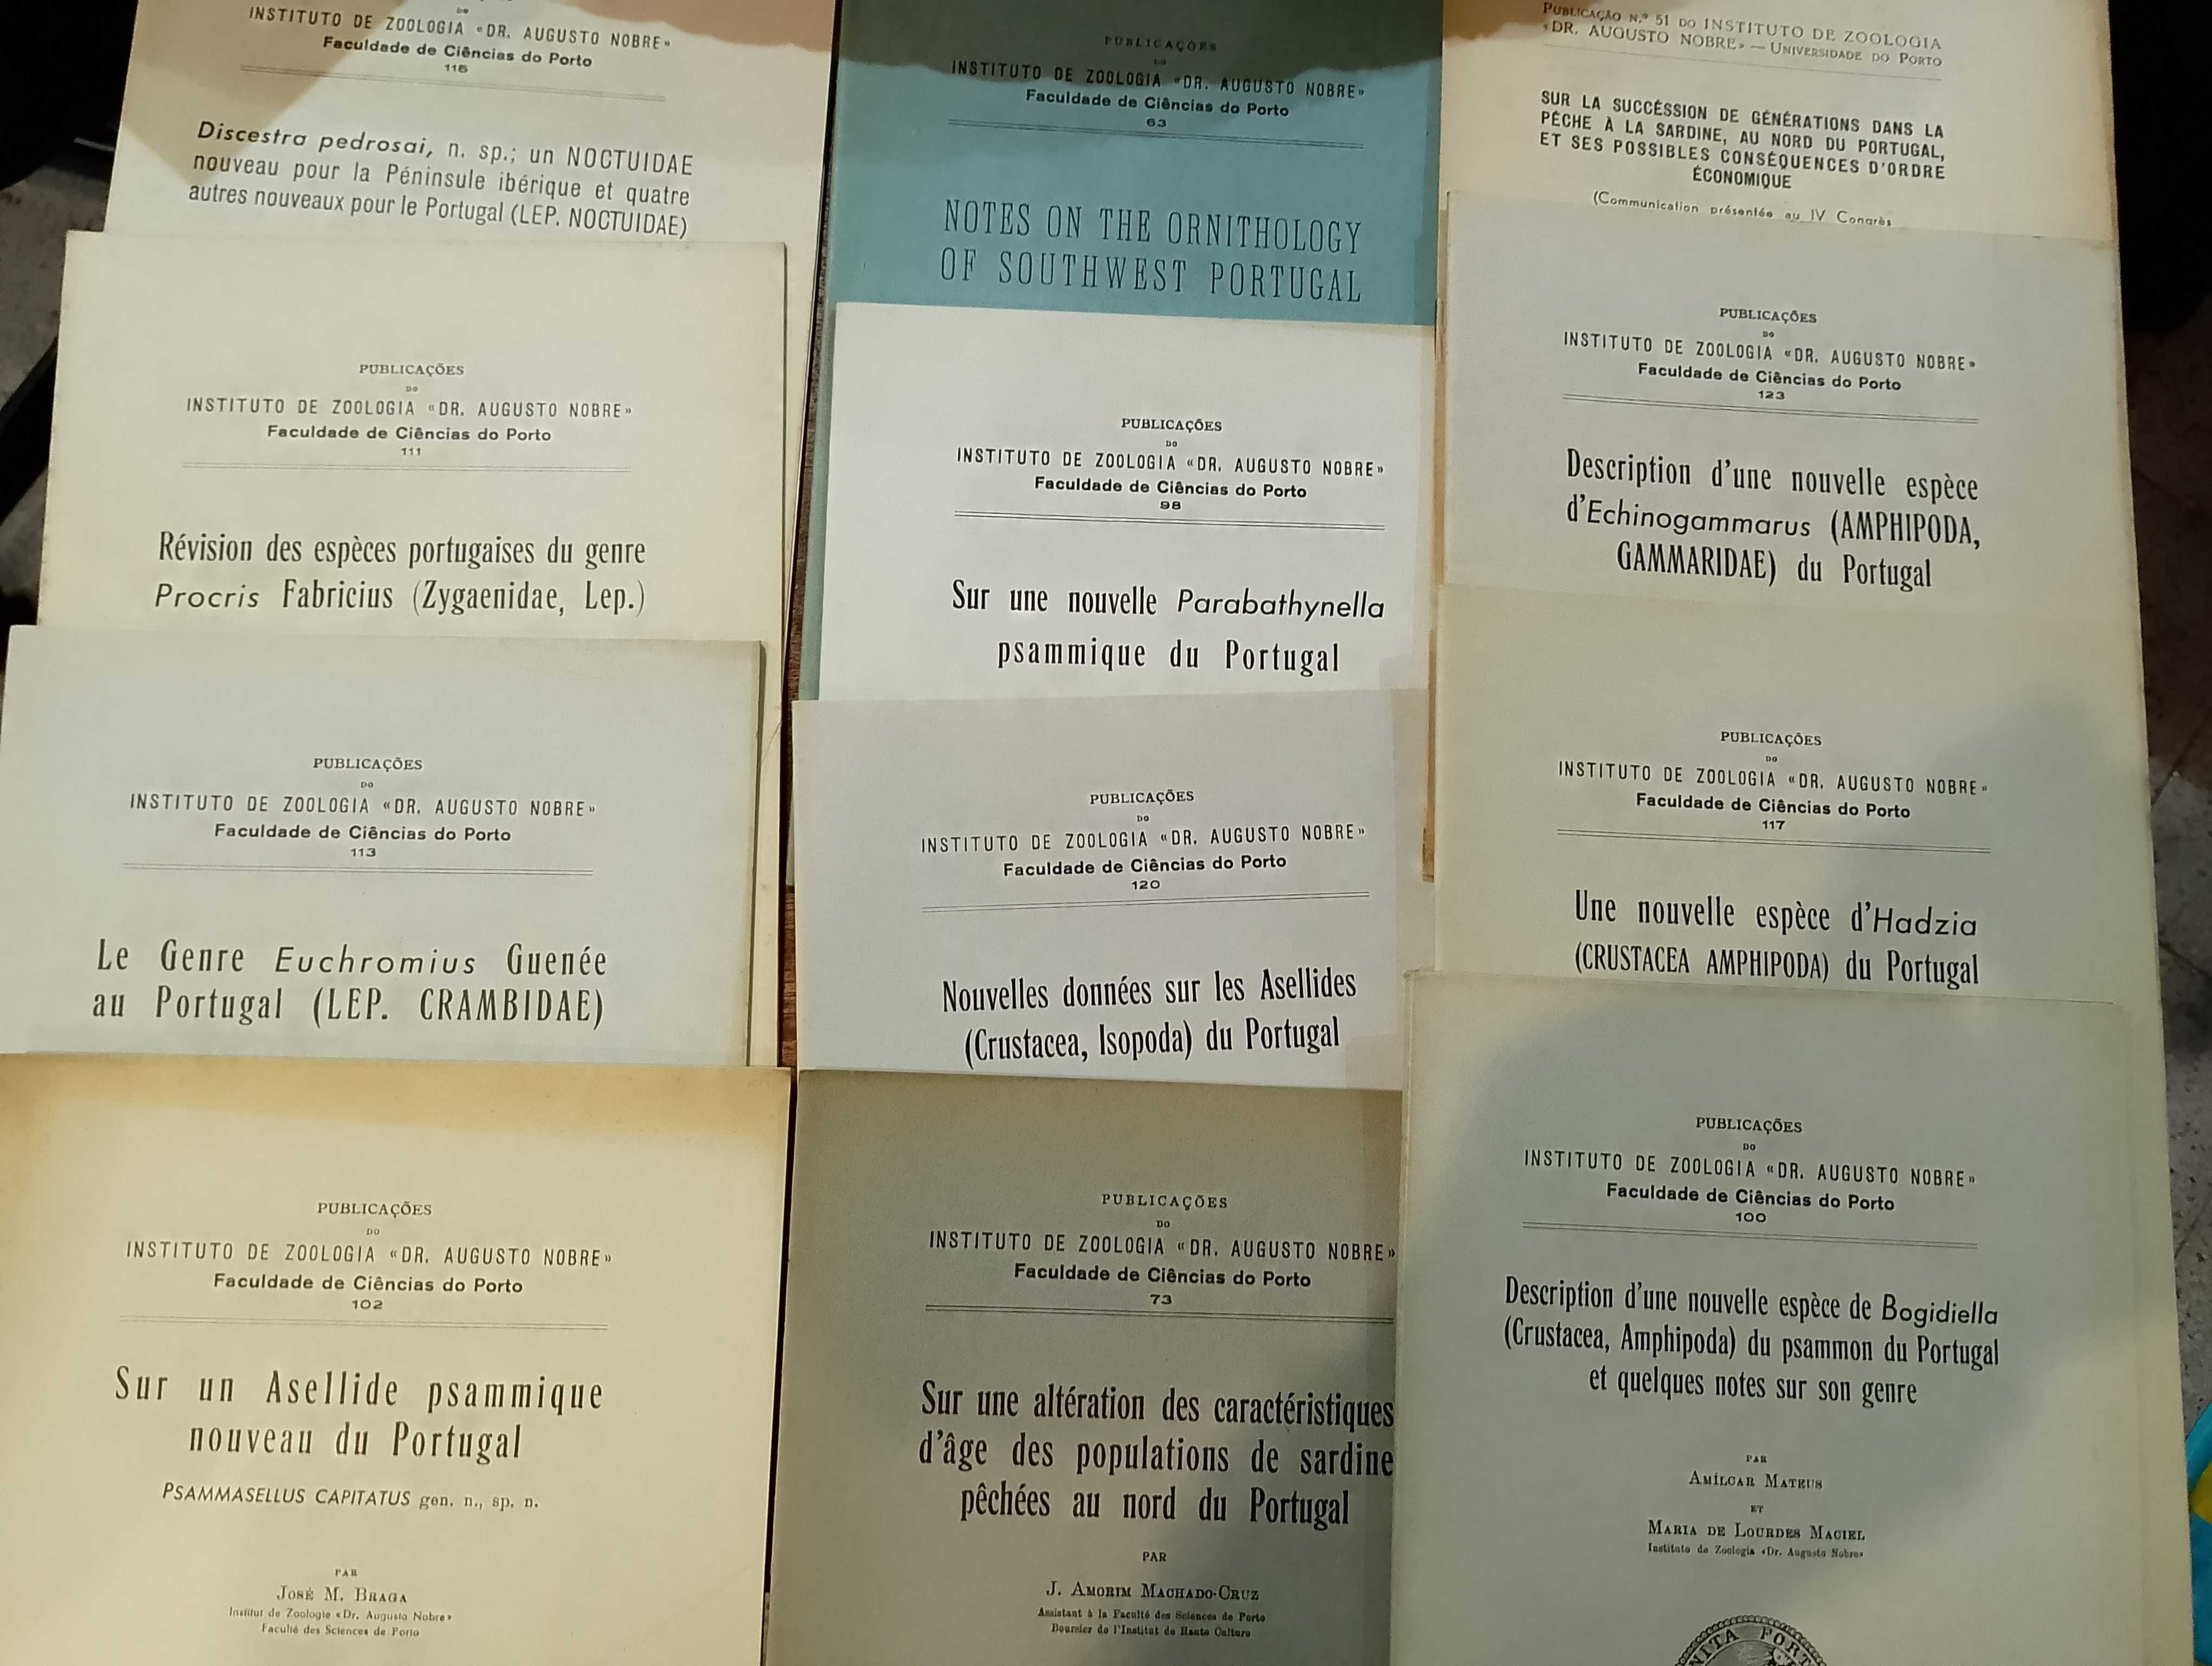 DO
INSTITUTO DE ZOOLOGIA «DR. AUGUSTO NOBRE»
Faculdade de Ciências do Porto
115
Discestra pedrosai, n. sp.; un NOCTUIDAE
nouveau pour la Péninsule ibérique et quatre
autres nouveaux pour le Portugal (LEP. NOCTUIDAE)
PUBLICAÇÕES
DO
INSTITUTO DE ZOOLOGIA «DR. AUGUSTO NOBRE»
Faculdade de Ciências do Porto
111
Révision des espèces portugaises du genre
Procris Fabricius (Zygaenidae, Lep.)
PUBLICAÇÕES
DO
INSTITUTO DE ZOOLOGIA «DR. AUGUSTO NOBRE»
Faculdade de Ciências do Porto
113
Le Genre Euchromius Guenée
au Portugal (LEP. CRAMBIDAE)
PUBLICAÇÕES
DO
INSTITUTO DE ZOOLOGIA «DR. AUGUSTO NOBRE»
Faculdade de Ciências do Porto
102
Sur un Asellide psammique
nouveau du Portugal
PSAMMASELLUS CAPITATUS gen. n., sp. n.
PAR
JOSÉ M. BRAGA
Institut de Zoologie «Dr. Augusto Nobre»
Faculté des Sciences de Porto
PUBLICAÇÕES
DO
INSTITUTO DE ZOOLOGIA «DR. AUGUSTO NOBRE»
Faculdade de Ciências do Porto
63
NOTES ON THE ORNITHOLOGY
OF SOUTHWEST PORTUGAL
PUBLICAÇÕES
DO
INSTITUTO DE ZOOLOGIA «DR. AUGUSTO NOBRE»
Faculdade de Ciências do Porto
98
Sur une nouvelle Parabathynella
psammique du Portugal
PUBLICAÇÕES
DO
INSTITUTO DE ZOOLOGIA «DR. AUGUSTO NOBRE»
Faculdade de Ciências do Porto
120
Nouvelles données sur les Asellides
(Crustacea, Isopoda) du Portugal
PUBLICAÇÕES
DO
INSTITUTO DE ZOOLOGIA «DR. AUGUSTO NOBRE»
Faculdade de Ciências do Porto
73
Sur une altération des caractéristiques
d'âge des populations de sardine
pêchées au nord du Portugal
PAR
J. AMORIM MACHADO-CRUZ
Assistant à la Faculté des Sciences de Porto
Boursier de l'Institut de Haute Culture
PUBLICAÇÃO N.º 51 DO INSTITUTO DE ZOOLOGIA
«DR. AUGUSTO NOBRE» — UNIVERSIDADE DO PORTO
SUR LA SUCCÉSSION DE GÉNÉRATIONS DANS LA
PÊCHE À LA SARDINE, AU NORD DU PORTUGAL,
ET SES POSSIBLES CONSÉQUENCES D'ORDRE
ÉCONOMIQUE
(Communication présentée au IV Congrès
PUBLICAÇÕES
DO
INSTITUTO DE ZOOLOGIA «DR. AUGUSTO NOBRE»
Faculdade de Ciências do Porto
123
Description d'une nouvelle espèce
d'Echinogammarus (AMPHIPODA,
GAMMARIDAE) du Portugal
PUBLICAÇÕES
DO
INSTITUTO DE ZOOLOGIA «DR. AUGUSTO NOBRE»
Faculdade de Ciências do Porto
117
Une nouvelle espèce d'Hadzia
(CRUSTACEA AMPHIPODA) du Portugal
PUBLICAÇÕES
DO
INSTITUTO DE ZOOLOGIA «DR. AUGUSTO NOBRE»
Faculdade de Ciências do Porto
100
Description d'une nouvelle espèce de Bogidiella
(Crustacea, Amphipoda) du psammon du Portugal
et quelques notes sur son genre
PAR
AMÍLCAR MATEUS
ET
MARIA DE LOURDES MACIEL
Instituto de Zoologia «Dr. Augusto Nobre»